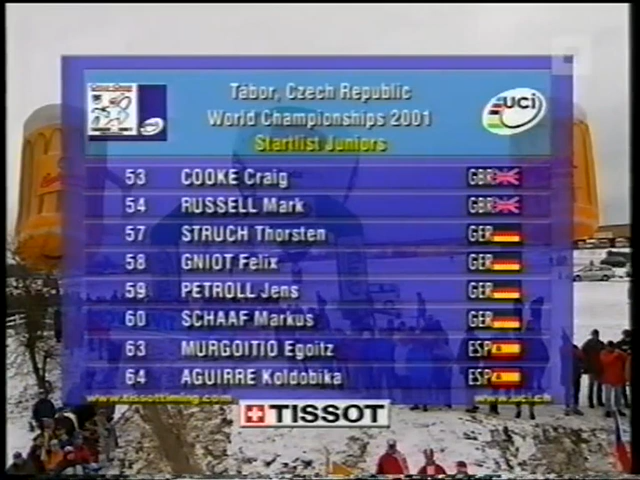 Tábor, Czech Republic
World Championships 2001
Startlist Juniors
uci
53 COOKE Craig GBR
54 RUSSELL Mark GBR
57 STRUCH Thorsten GER
58 GNIOT Felix GER
59 PETROLL Jens GER
60 SCHAAF Markus GER
63 MURGOITIO Egoitz ESP
64 AGUIRRE Koldobika ESP
www.tissottiming.com www.uci.ch
TISSOT